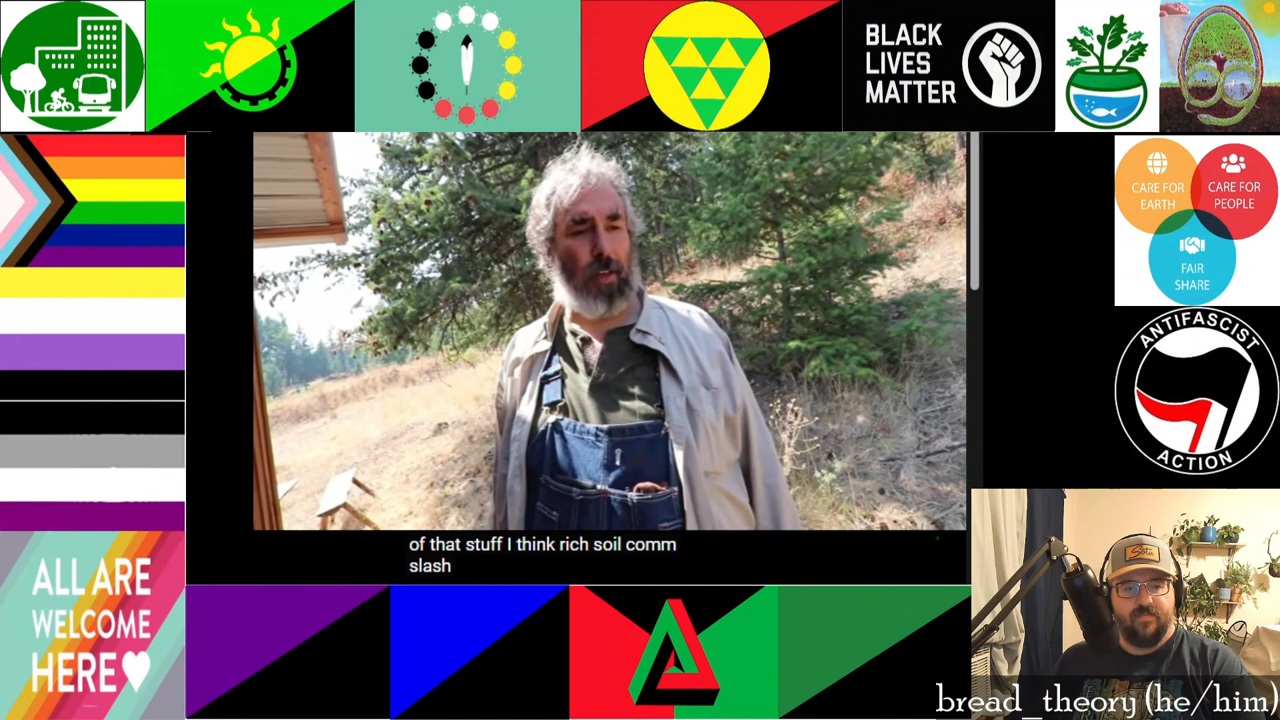 BLACK
LIVES
MATTER
CARE FOR
EARTH
CARE FOR
PEOPLE
FAIR
SHARE
ANTIFASCIST
ACTION
of that stuff I think rich soil comm
slash
ALL ARE
WELCOME
HERE
Sota
bread_theory (he/him)